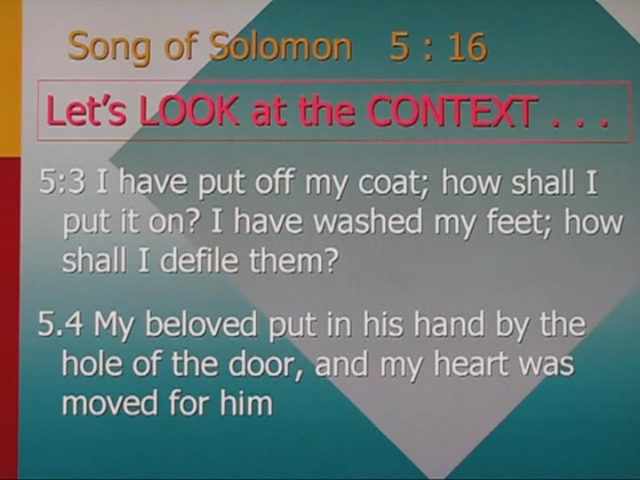 Song of Solomon 5 : 16
Let's LOOK at the CONTEXT . . .
5:3 I have put off my coat; how shall I
put it on? I have washed my feet; how
shall I defile them?
5.4 My beloved put in his hand by the
hole of the door, and my heart was
moved for him